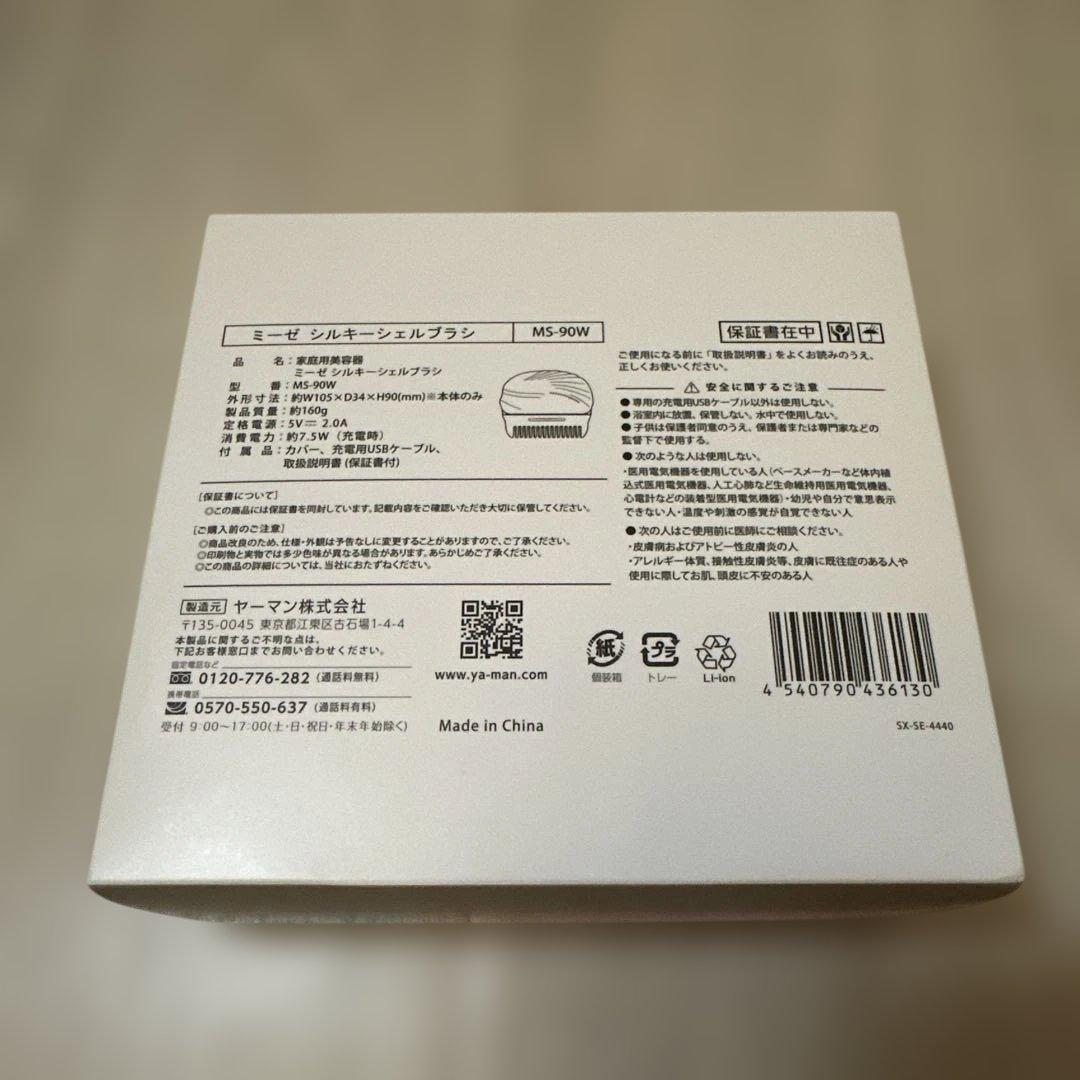 ミーゼ シルキーシェルブラシ MS-90W
品名：家庭用美容器
ミーゼ シルキーシェルブラシ
型番：MS-90W
外形寸法：約W105×D34×H90(mm)※本体のみ
製品質量：約160g
定格電源：5V⎓ 2.0A
消費電力：約7.5W（充電時）
付属品：カバー、充電用USBケーブル、
取扱説明書(保証書付)
[保証書について]
◎この商品には保証書を同封しています。記載内容をご確認いただき大切に保管してください。
[ご購入前のご注意]
◎商品改良のため、仕様・外観は予告なしに変更することがありますので、ご了承ください。
◎印刷物と実物では多少色味が異なる場合があります。あらかじめご了承ください。
◎この商品の詳細については、当社におたずねください。
製造元 ヤーマン株式会社
〒135-0045 東京都江東区古石場1-4-4
本製品に関するご不明な点は、
下記お客様窓口までお問い合わせください。
固定電話など
0120-776-282（通話料無料）
携帯電話
0570-550-637（通話料有料）
受付 9:00〜17:00(土・日・祝日・年末年始除く)
www.ya-man.com
Made in China
保証書在中
ご使用になる前に「取扱説明書」をよくお読みのうえ、
正しくお使いください。
⚠ 安全に関するご注意
●専用の充電用USBケーブル以外は使用しない。
●浴室内に放置、保管しない。水中で使用しない。
●子供は保護者同意のうえ、保護者または専門家などの
監督下で使用する。
●次のような人は使用しない。
・医用電気機器を使用している人（ペースメーカーなど体内植
込式医用電気機器、人工心肺など生命維持用医用電気機器、
心電計などの装着型医用電気機器）・幼児や自分で意思表示
できない人・温度や刺激の感覚が自覚できない人
●次の人はご使用前に医師にご相談ください。
・皮膚病およびアトピー性皮膚炎の人
・アレルギー体質、接触性皮膚炎等、皮膚に既往症のある人や
使用に際してお肌、頭皮に不安のある人
紙
個装箱
プラ
トレー
Li-ion
4 540790 436130
SX-SE-4440